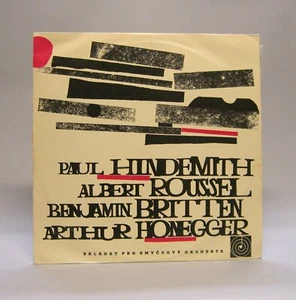 PAUL HINDEMITH
ALBERT ROUSSEL
BENJAMIN BRITTEN
ARTHUR HONEGGER
SKLADBY PRO SMYČCOVÝ ORCHESTR